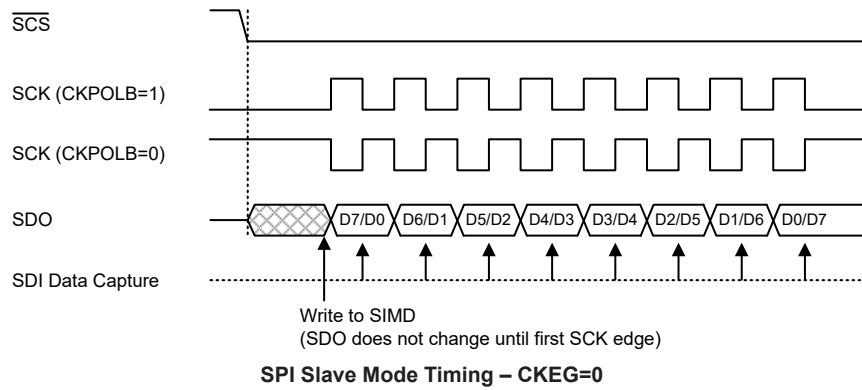 SCS
SCK (CKPOLB=1)
SCK (CKPOLB=0)
SDO
D7/D0 D6/D1 D5/D2 D4/D3 D3/D4 D2/D5 D1/D6 D0/D7
SDI Data Capture
Write to SIMD
(SDO does not change until first SCK edge)
SPI Slave Mode Timing – CKEG=0